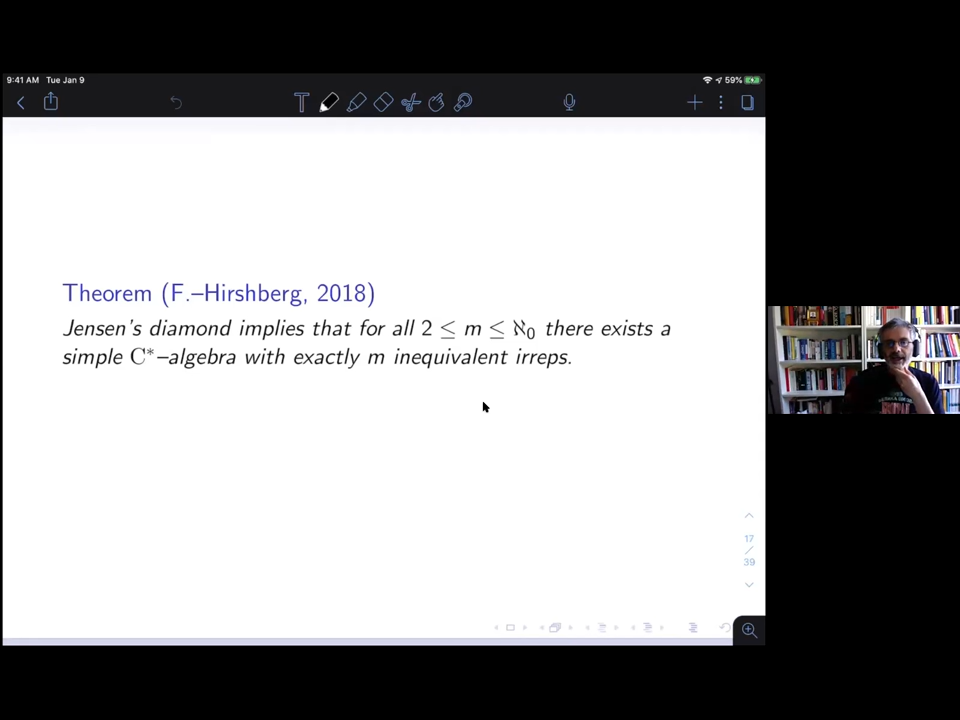 9:41 AM Tue Jan 9
59%
Theorem (F.–Hirshberg, 2018)
Jensen's diamond implies that for all 2 ≤ m ≤ ℵ₀ there exists a
simple C*–algebra with exactly m inequivalent irreps.
17
/
39